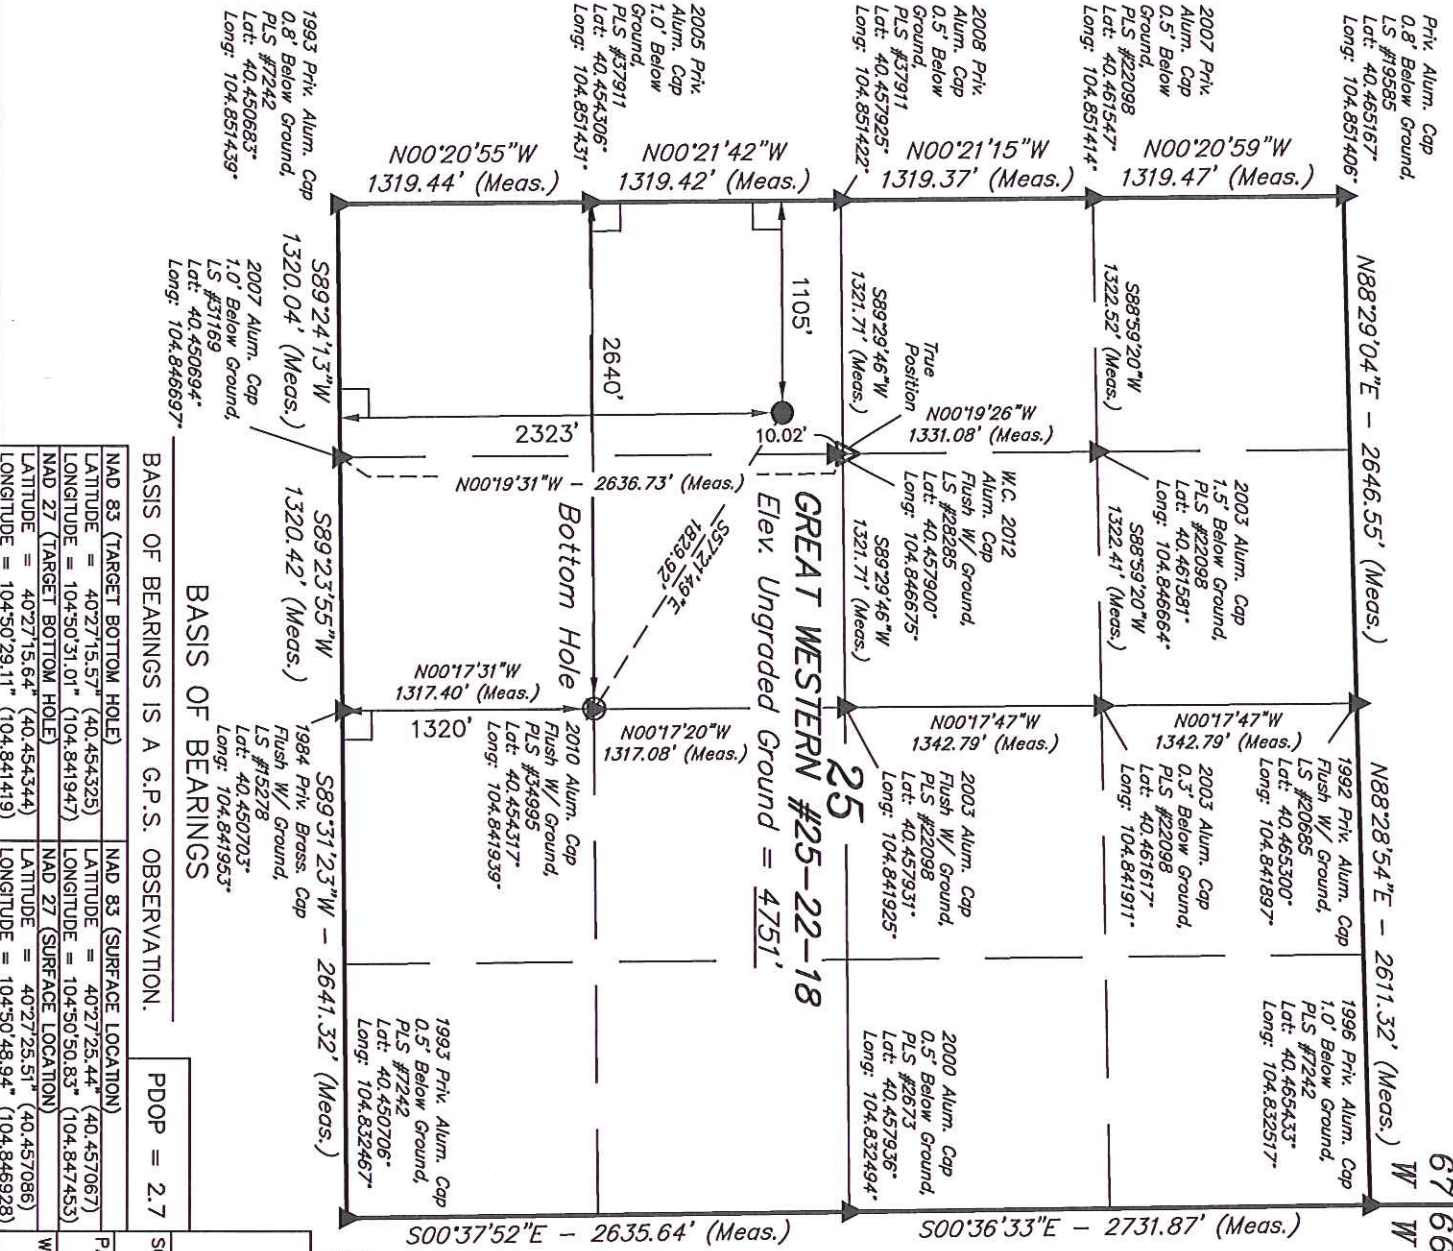 Priv. Alum. Cap
0.8' Below Ground,
LS #19585
Lat: 40.465167°
Long: 104.851406°
2007 Priv.
Alum. Cap
0.5' Below
Ground,
PLS #22098
Lat: 40.461547°
Long: 104.851414°
2008 Priv.
Alum. Cap
0.5' Below
Ground,
PLS #37911
Lat: 40.457925°
Long: 104.851422°
2005 Priv.
Alum. Cap
1.0' Below
Ground,
PLS #37911
Lat: 40.454306°
Long: 104.851431°
1993 Priv. Alum. Cap
0.8' Below Ground,
PLS #7242
Lat: 40.450683°
Long: 104.851439°
N00°20'59"W
1319.47' (Meas.)
N00°21'15"W
1319.37' (Meas.)
N00°21'42"W
1319.42' (Meas.)
N00°20'55"W
1319.44' (Meas.)
N88°29'04"E - 2646.55' (Meas.)
N88°28'54"E - 2611.32' (Meas.)
67
W
66
W
S88°59'20"W
1322.52' (Meas.)
S88°59'20"W
1322.41' (Meas.)
2003 Alum. Cap
1.5' Below Ground,
PLS #22098
Lat: 40.461581°
Long: 104.846664°
1992 Priv. Alum. Cap
Flush W/ Ground,
LS #20685
Lat: 40.465300°
Long: 104.841897°
1996 Priv. Alum. Cap
1.0' Below Ground,
PLS #7242
Lat: 40.465433°
Long: 104.832517°
N00°17'47"W
1342.79' (Meas.)
N00°17'47"W
1342.79' (Meas.)
2003 Alum. Cap
0.3' Below Ground,
PLS #22098
Lat: 40.461617°
Long: 104.841911°
N00°19'26"W
1331.08' (Meas.)
True
Position
S89°29'46"W
1321.71' (Meas.)
S89°29'46"W
1321.71' (Meas.)
W.C. 2012
Alum. Cap
Flush W/ Ground,
LS #28285
Lat: 40.457900°
Long: 104.846675°
10.02'
25
2003 Alum. Cap
Flush W/ Ground,
PLS #22098
Lat: 40.457931°
Long: 104.841925°
2000 Alum. Cap
0.5' Below Ground,
PLS #2673
Lat: 40.457936°
Long: 104.832494°
GREAT WESTERN #25-22-18
Elev. Ungraded Ground = 4751'
1105'
2640'
2323'
N00°19'31"W - 2636.73' (Meas.)
S57°21'49"E
1829.92'
Bottom Hole
N00°17'20"W
1317.08' (Meas.)
2010 Alum. Cap
Flush W/ Ground,
PLS #34995
Lat: 40.454317°
Long: 104.841939°
N00°17'31"W
1317.40' (Meas.)
1320'
S89°24'13"W
1320.04' (Meas.)
S89°23'55"W
1320.42' (Meas.)
S89°31'23"W - 2641.32' (Meas.)
2007 Alum. Cap
1.0' Below Ground,
LS #31169
Lat: 40.450694°
Long: 104.846697°
1984 Priv. Brass. Cap
Flush W/ Ground,
LS #15278
Lat: 40.450703°
Long: 104.841953°
1993 Priv. Alum. Cap
0.5' Below Ground,
PLS #7242
Lat: 40.450706°
Long: 104.832467°
S00°37'52"E - 2635.64' (Meas.)
S00°36'33"E - 2731.87' (Meas.)
BASIS OF BEARINGS
BASIS OF BEARINGS IS A G.P.S. OBSERVATION.
PDOP = 2.7
NAD 83 (TARGET BOTTOM HOLE)
LATITUDE = 40°27'15.57" (40.454325)
LONGITUDE = 104°50'31.01" (104.841947)
NAD 27 (TARGET BOTTOM HOLE)
LATITUDE = 40°27'15.64" (40.454344)
LONGITUDE = 104°50'29.11" (104.841419)
NAD 83 (SURFACE LOCATION)
LATITUDE = 40°27'25.44" (40.457067)
LONGITUDE = 104°50'50.83" (104.847453)
NAD 27 (SURFACE LOCATION)
LATITUDE = 40°27'25.51" (40.457086)
LONGITUDE = 104°50'48.94" (104.846928)